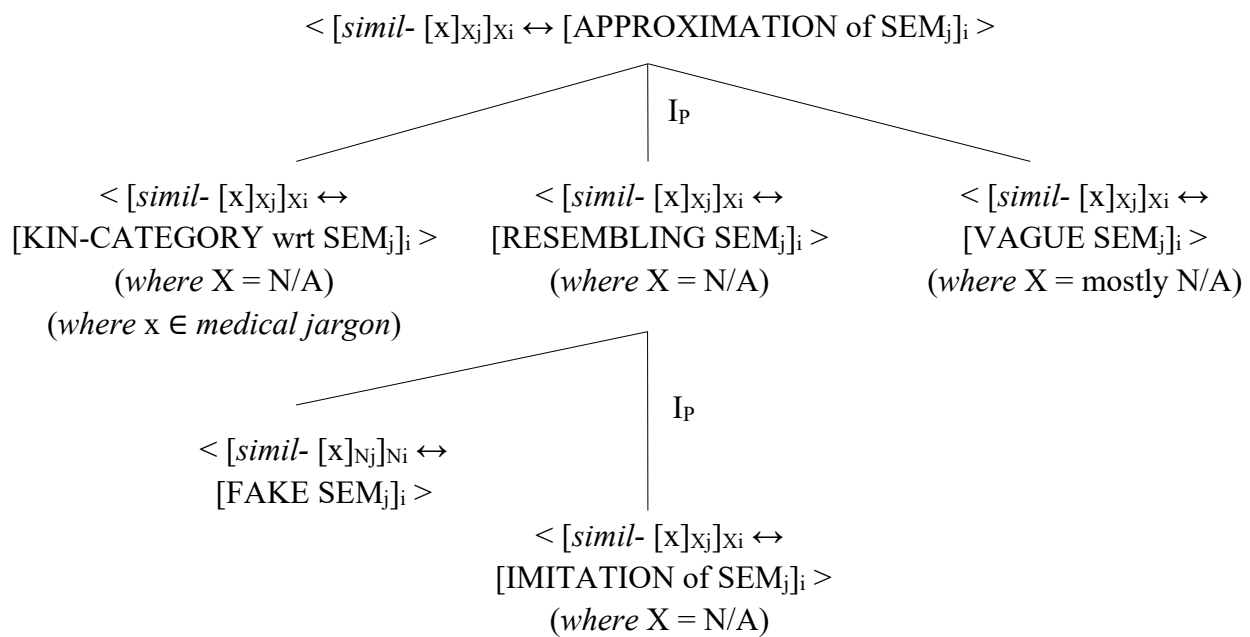 < [simil- [x]Xj]Xi ↔ [APPROXIMATION of SEMj]i >
IP
< [simil- [x]Xj]Xi ↔
[KIN-CATEGORY wrt SEMj]i >
(where X = N/A)
(where x ∈ medical jargon)
< [simil- [x]Xj]Xi ↔
[RESEMBLING SEMj]i >
(where X = N/A)
< [simil- [x]Xj]Xi ↔
[VAGUE SEMj]i >
(where X = mostly N/A)
IP
< [simil- [x]Nj]Ni ↔
[FAKE SEMj]i >
< [simil- [x]Xj]Xi ↔
[IMITATION of SEMj]i >
(where X = N/A)